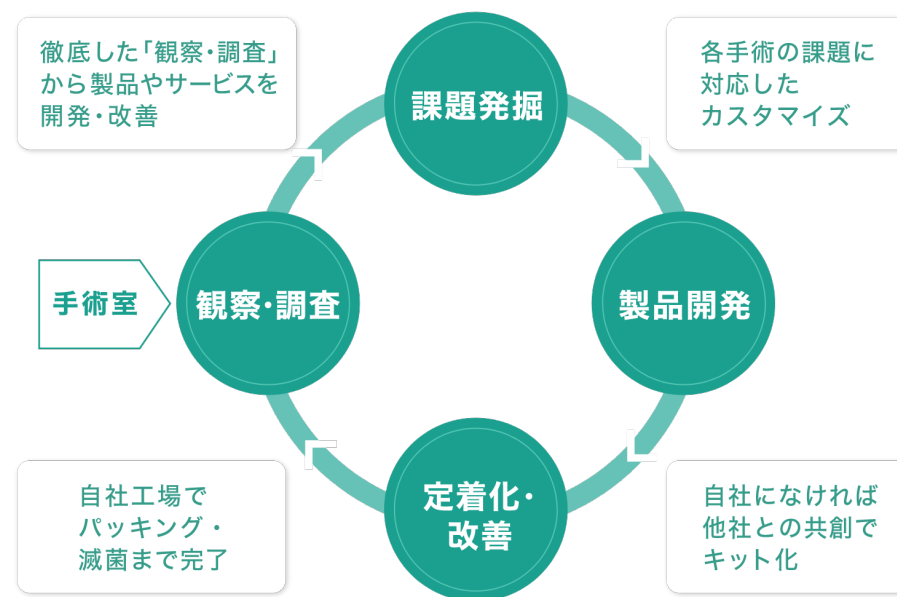 徹底した「観察・調査」
から製品やサービスを
開発・改善
課題発掘
各手術の課題に
対応した
カスタマイズ
手術室
観察・調査
製品開発
自社工場で
パッキング・
滅菌まで完了
定着化・
改善
自社になければ
他社との共創で
キット化